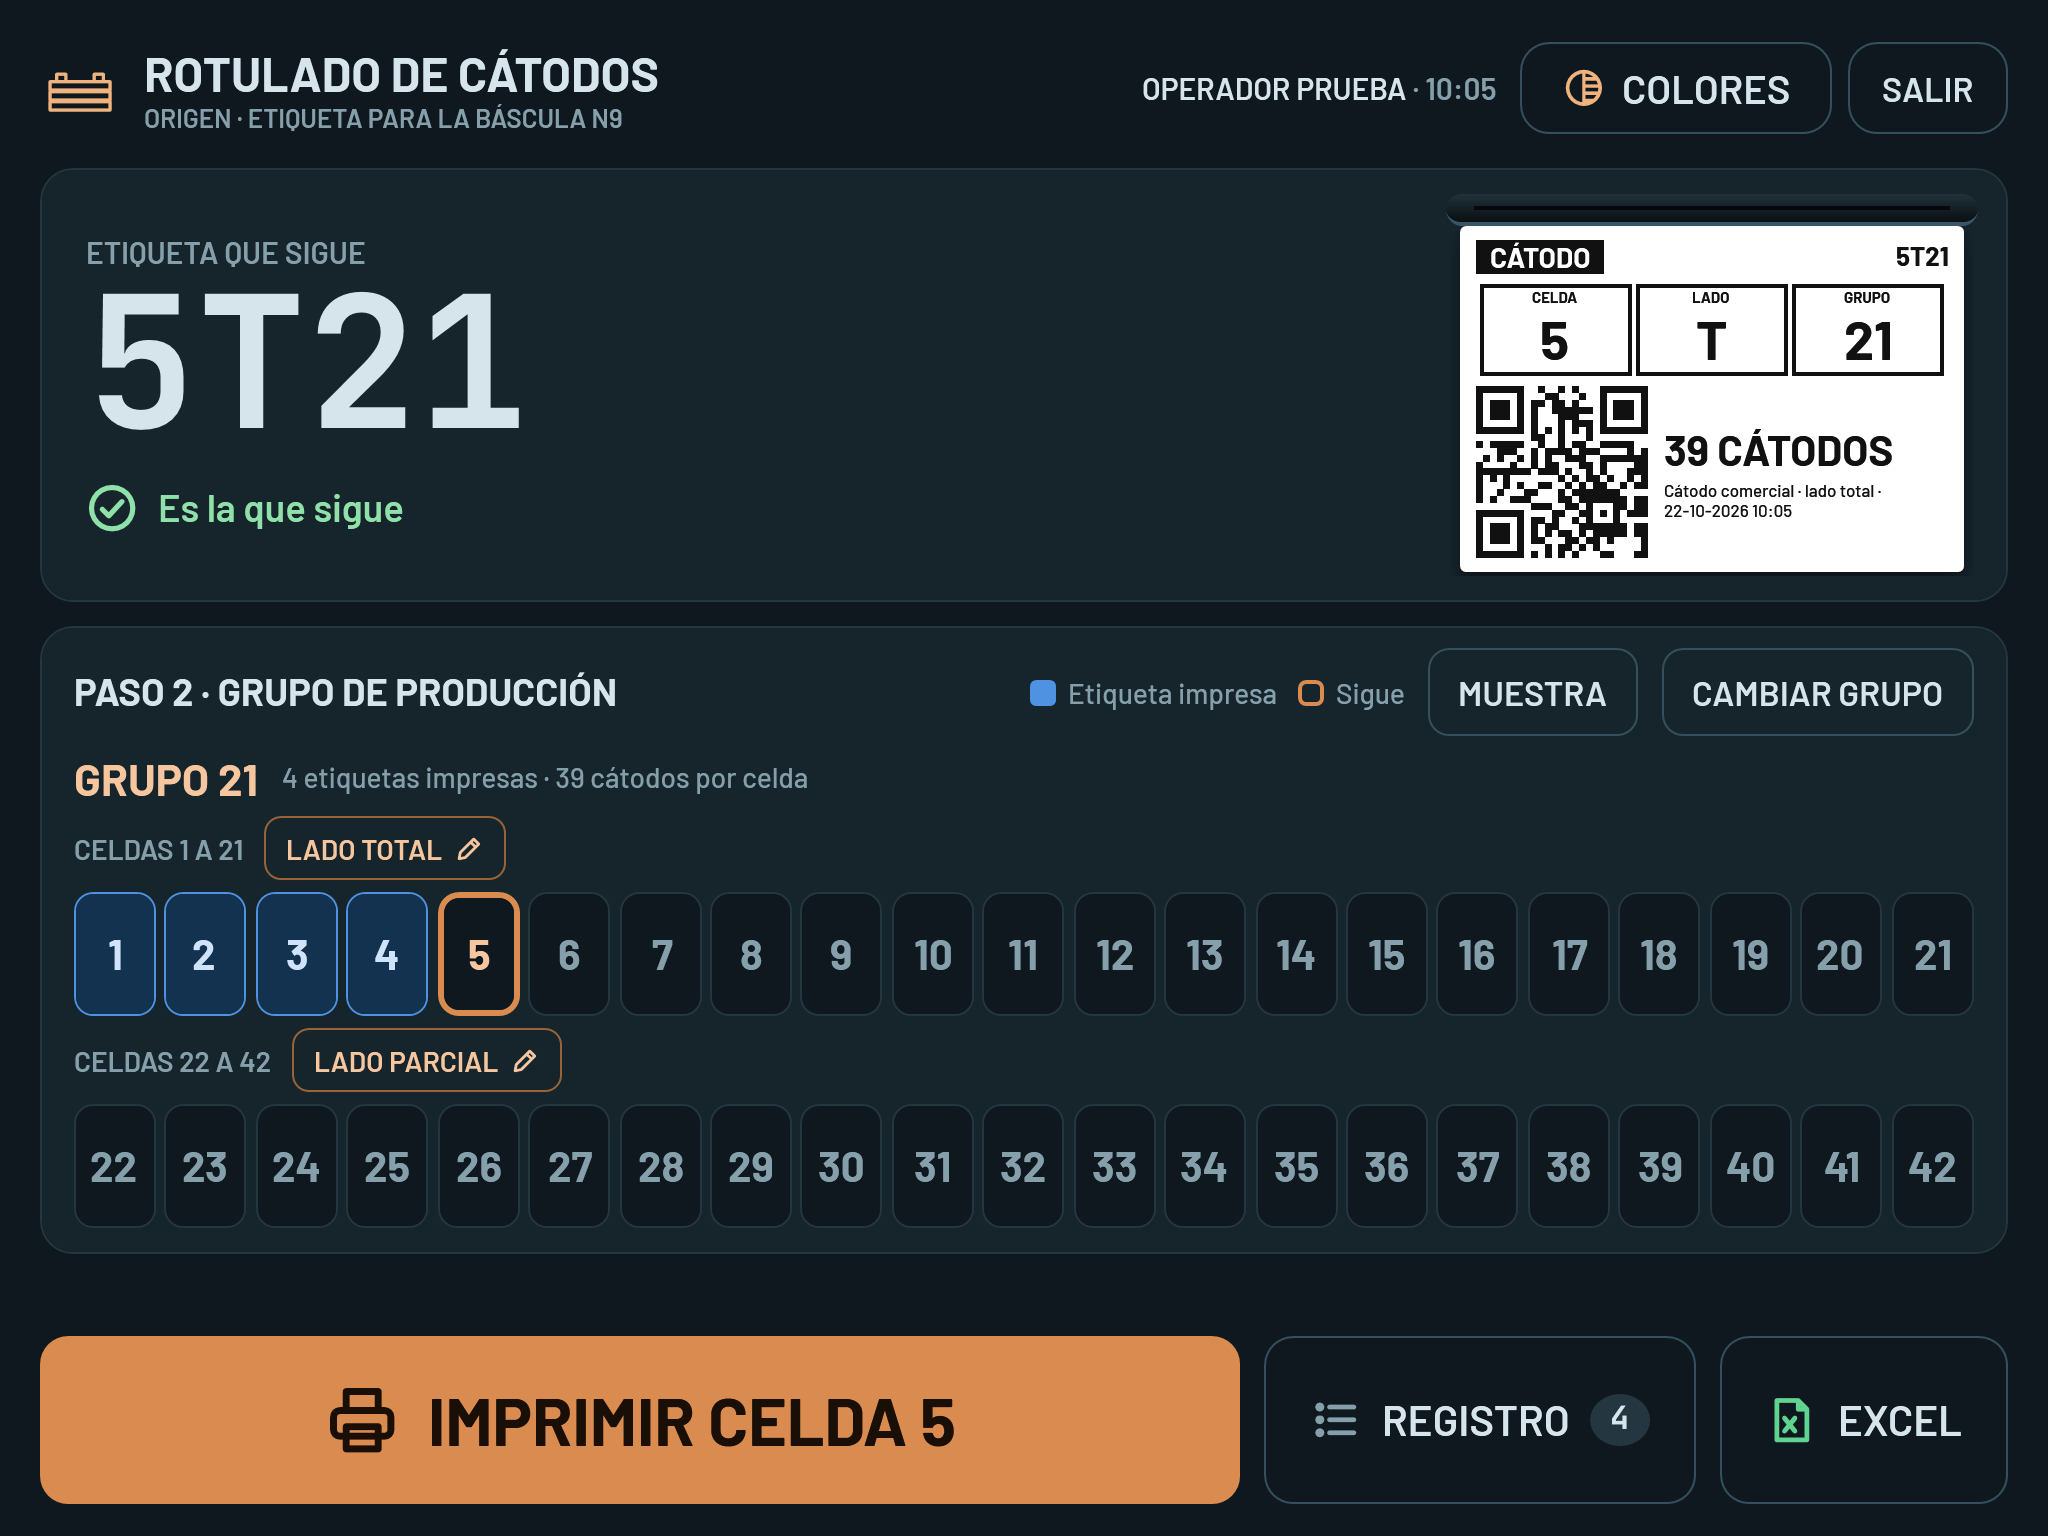 ROTULADO DE CÁTODOS
ORIGEN · ETIQUETA PARA LA BÁSCULA N9
OPERADOR PRUEBA · 10:05
COLORES
SALIR
ETIQUETA QUE SIGUE
5T21
Es la que sigue
CÁTODO
5T21
CELDA
5
LADO
T
GRUPO
21
39 CÁTODOS
Cátodo comercial · lado total ·
22-10-2026 10:05
PASO 2 · GRUPO DE PRODUCCIÓN
Etiqueta impresa
Sigue
MUESTRA
CAMBIAR GRUPO
GRUPO 21
4 etiquetas impresas · 39 cátodos por celda
CELDAS 1 A 21
LADO TOTAL
1 2 3 4 5 6 7 8 9 10 11 12 13 14 15 16 17 18 19 20 21
CELDAS 22 A 42
LADO PARCIAL
22 23 24 25 26 27 28 29 30 31 32 33 34 35 36 37 38 39 40 41 42
IMPRIMIR CELDA 5
REGISTRO 4
EXCEL